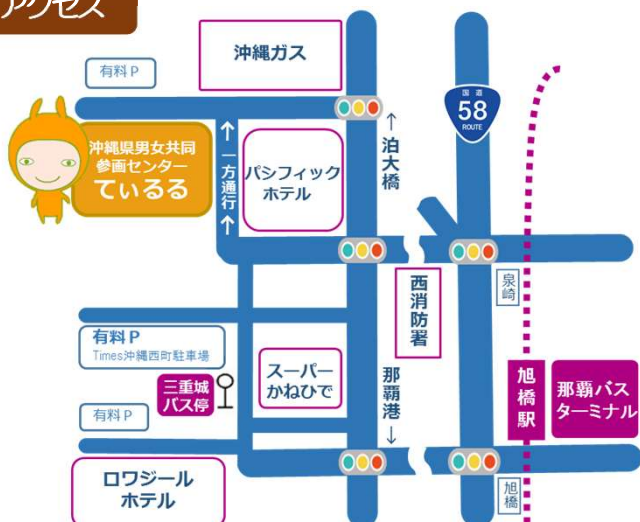 アクセス
沖縄ガス
有料P
国道
58
ROUTE
沖縄県男女共同
参画センター
ているる
↑一方通行↑
パシフィック
ホテル
↑泊大橋
西消防署
泉崎
有料P
Times沖縄西町駐車場
スーパー
かねひで
三重城
バス停
那覇港↓
旭橋駅
那覇バス
ターミナル
有料P
ロワジール
ホテル
旭橋